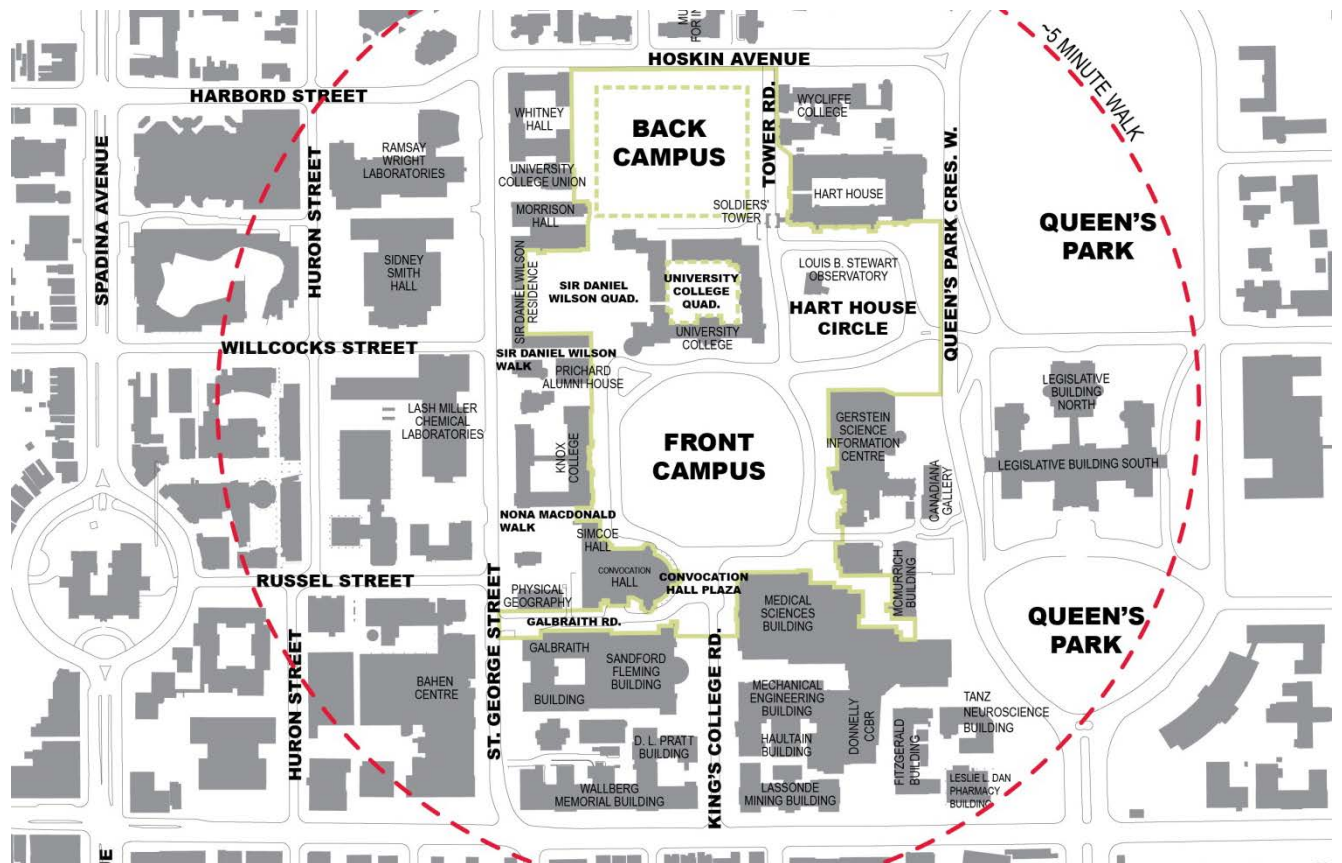 MU
FOR IN
HOSKIN AVENUE
~5 MINUTE WALK
HARBORD STREET
WHITNEY
HALL
BACK
CAMPUS
TOWER RD.
WYCLIFFE
COLLEGE
RAMSAY
WRIGHT
LABORATORIES
UNIVERSITY
COLLEGE UNION
HART HOUSE
SPADINA AVENUE
HURON STREET
MORRISON
HALL
SOLDIERS'
TOWER
QUEEN'S PARK CRES. W.
QUEEN'S
PARK
SIDNEY
SMITH
HALL
SIR DANIEL WILSON
RESIDENCE
SIR DANIEL
WILSON QUAD.
UNIVERSITY
COLLEGE
QUAD.
LOUIS B. STEWART
OBSERVATORY
HART HOUSE
CIRCLE
UNIVERSITY
COLLEGE
WILLCOCKS STREET
SIR DANIEL WILSON
WALK
PRICHARD
ALUMNI HOUSE
LEGISLATIVE
BUILDING
NORTH
LASH MILLER
CHEMICAL
LABORATORIES
KNOX
COLLEGE
FRONT
CAMPUS
GERSTEIN
SCIENCE
INFORMATION
CENTRE
LEGISLATIVE BUILDING SOUTH
CANADIANA
GALLERY
NONA MACDONALD
WALK
SIMCOE
HALL
RUSSEL STREET
CONVOCATION
HALL
CONVOCATION
HALL PLAZA
MCMURRICH
BUILDING
PHYSICAL
GEOGRAPHY
MEDICAL
SCIENCES
BUILDING
QUEEN'S
PARK
GALBRAITH RD.
HURON STREET
ST. GEORGE STREET
GALBRAITH
BUILDING
SANDFORD
FLEMING
BUILDING
KING'S COLLEGE RD.
BAHEN
CENTRE
MECHANICAL
ENGINEERING
BUILDING
DONNELLY
CCBR
TANZ
NEUROSCIENCE
BUILDING
D. L. PRATT
BUILDING
HAULTAIN
BUILDING
FITZGERALD
BUILDING
WALLBERG
MEMORIAL BUILDING
LASSONDE
MINING BUILDING
LESLIE L. DAN
PHARMACY
BUILDING
UE